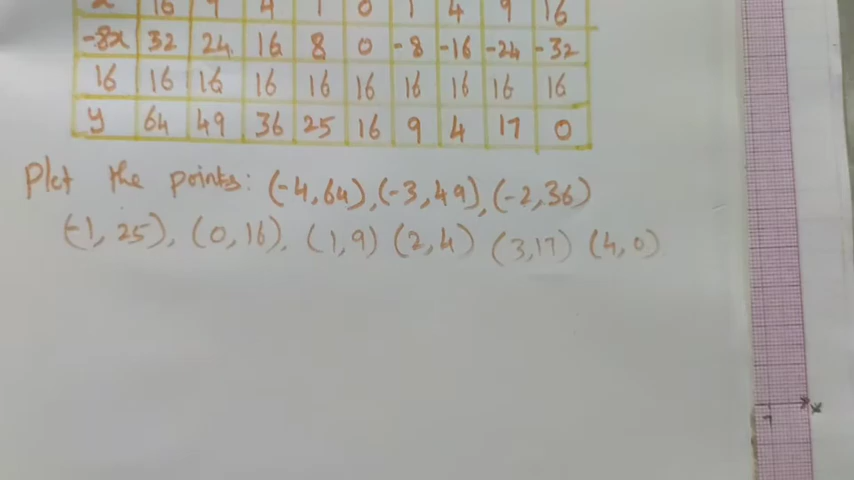 x² 16 9 4 1 0 1 4 9 16
-8x 32 24 16 8 0 -8 -16 -24 -32
16 16 16 16 16 16 16 16 16 16
y 64 49 36 25 16 9 4 17 0
Plot the points: (-4,64), (-3,49), (-2,36)
(-1, 25), (0,16), (1,9) (2,4) (3,17) (4,0)
x